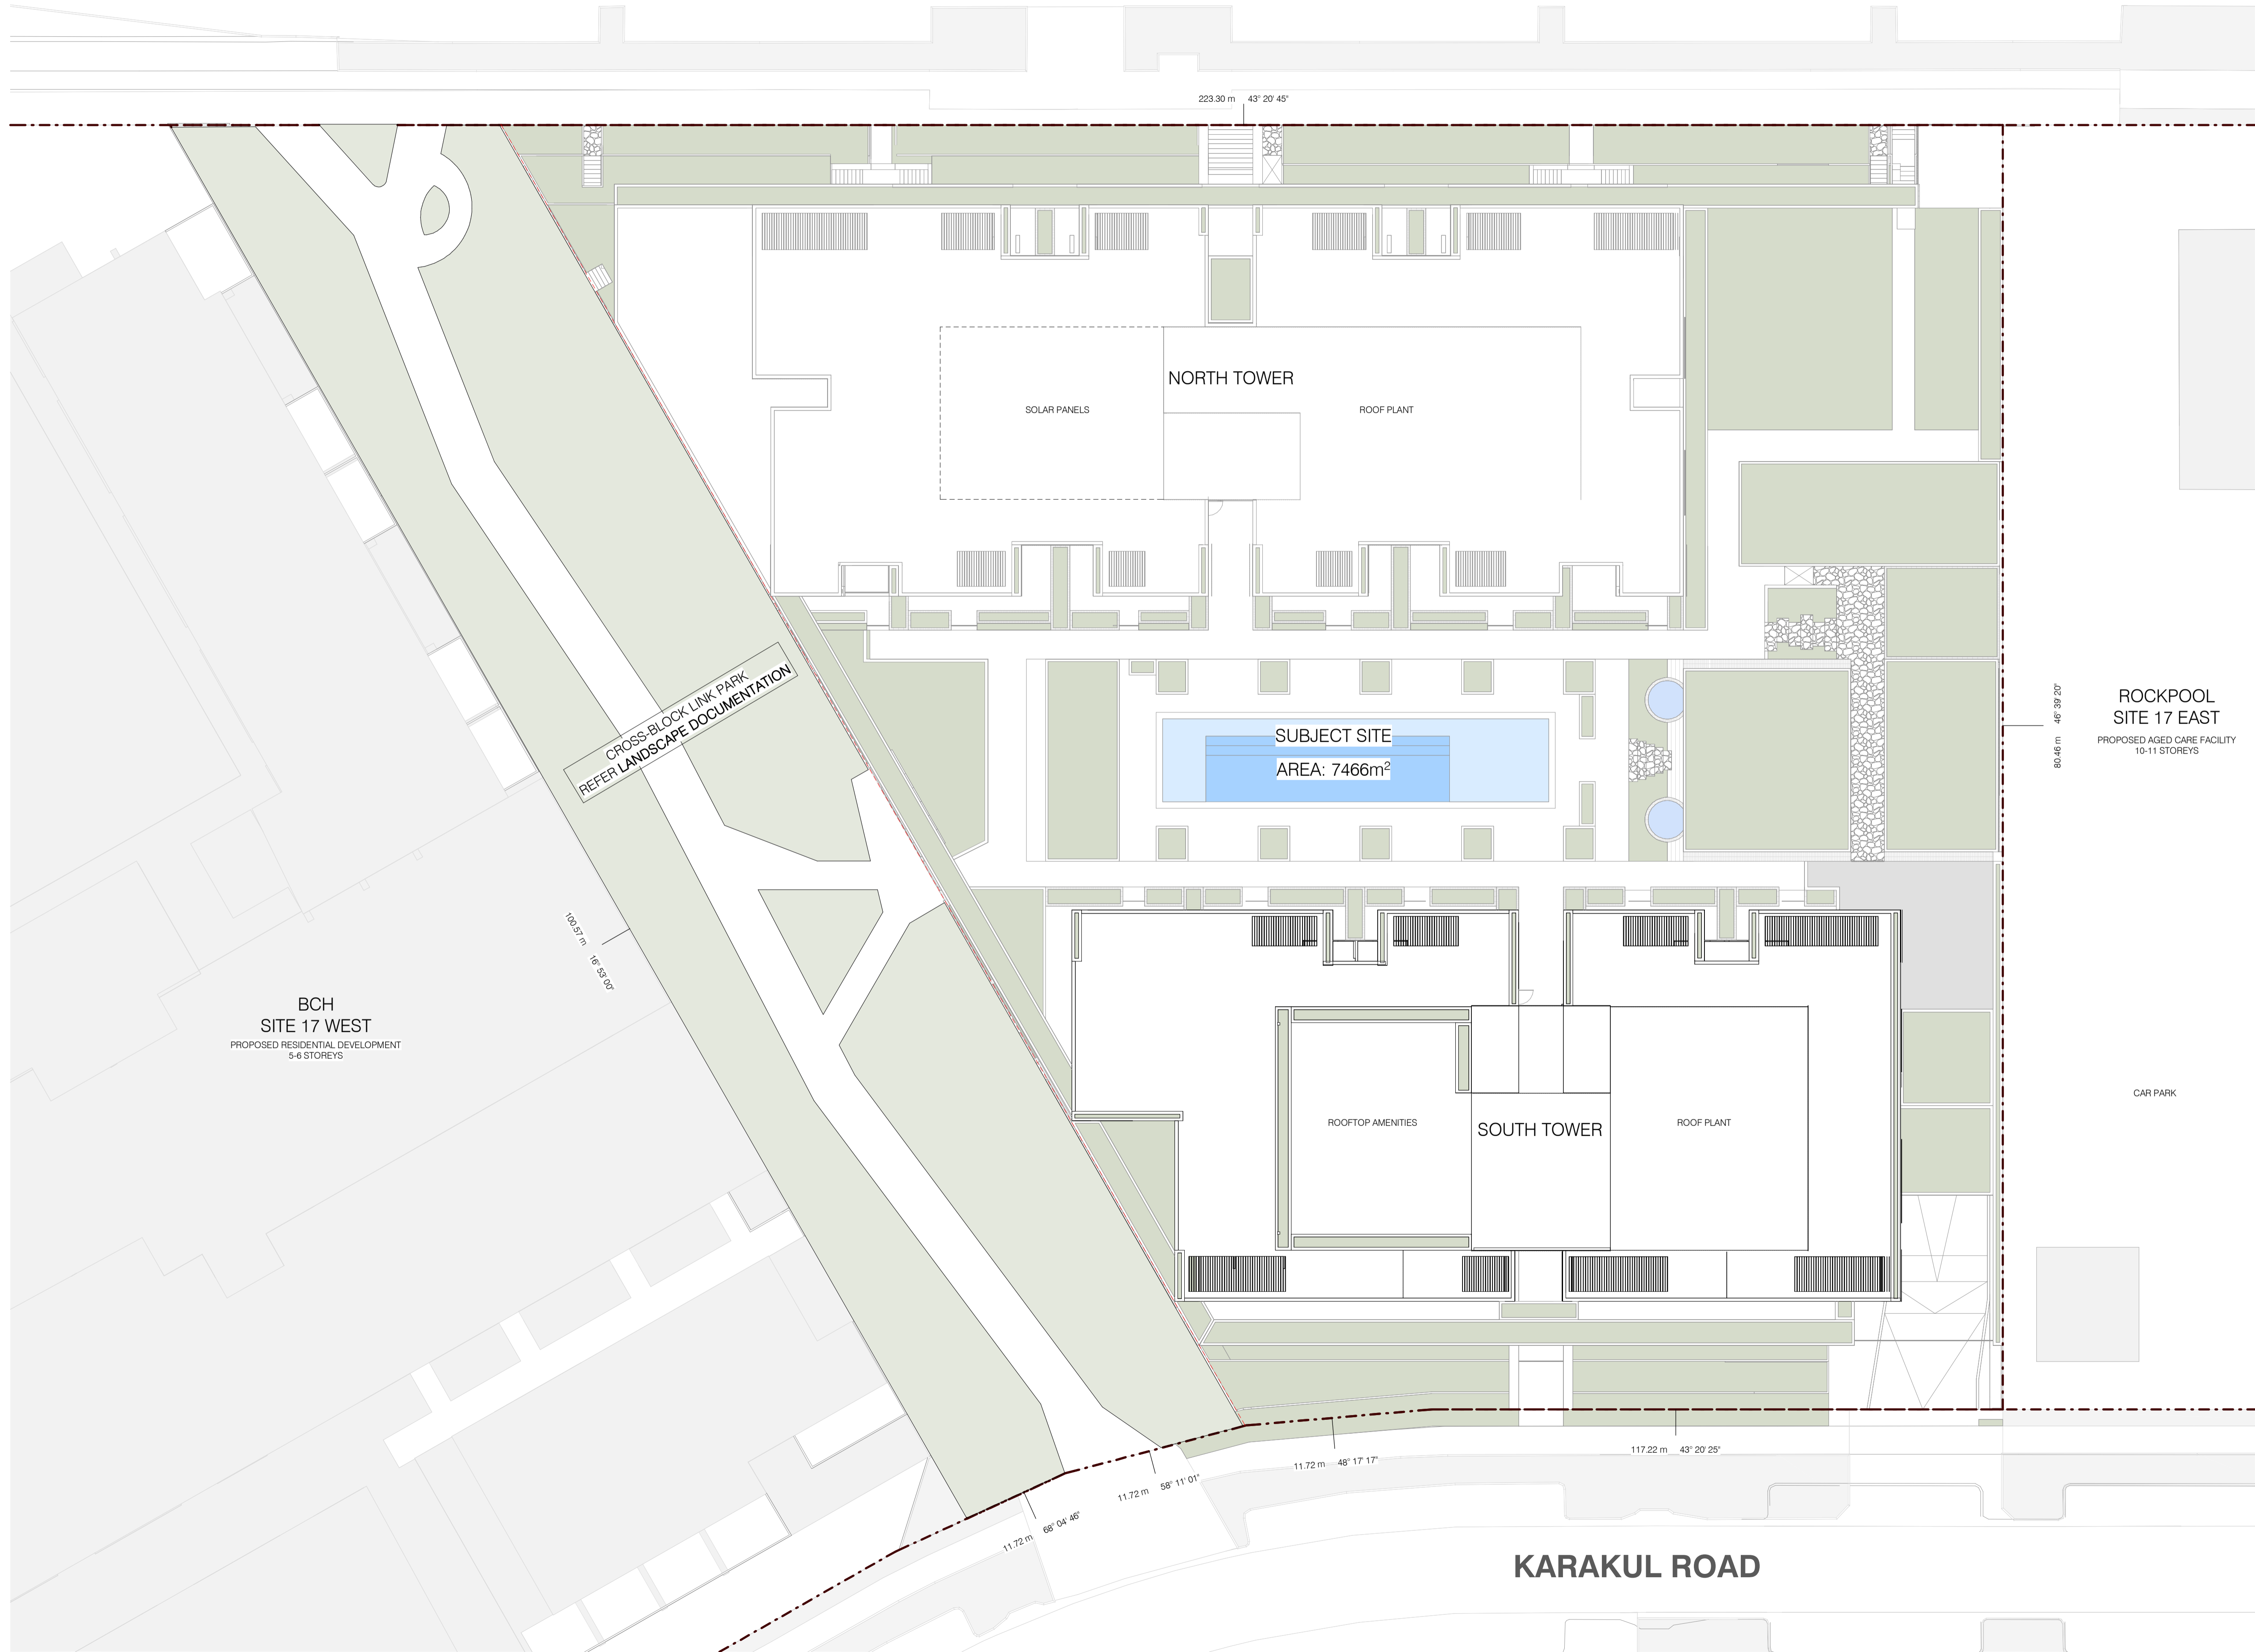 223.30 m 43° 20' 45"
NORTH TOWER
SOLAR PANELS
ROOF PLANT
CROSS-BLOCK LINK PARK
REFER LANDSCAPE DOCUMENTATION
SUBJECT SITE
AREA: 7466m²
80.46 m 46° 39' 20"
ROCKPOOL
SITE 17 EAST
PROPOSED AGED CARE FACILITY
10-11 STOREYS
100.57 m 16° 53' 00"
BCH
SITE 17 WEST
PROPOSED RESIDENTIAL DEVELOPMENT
5-6 STOREYS
CAR PARK
ROOFTOP AMENITIES
SOUTH TOWER
ROOF PLANT
117.22 m 43° 20' 25"
11.72 m 48° 17' 17"
11.72 m 58° 11' 01"
11.72 m 68° 04' 46"
KARAKUL ROAD